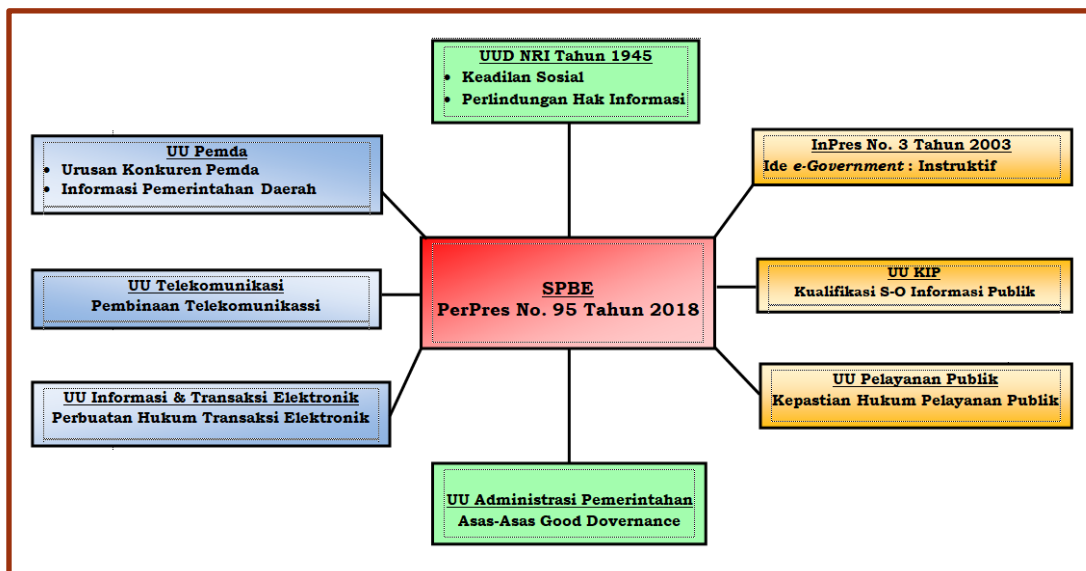 UUD NRI Tahun 1945
• Keadilan Sosial
• Perlindungan Hak Informasi
UU Pemda
• Urusan Konkuren Pemda
• Informasi Pemerintahan Daerah
InPres No. 3 Tahun 2003
Ide e-Government : Instruktif
UU Telekomunikasi
Pembinaan Telekomunikassi
SPBE
PerPres No. 95 Tahun 2018
UU KIP
Kualifikasi S-O Informasi Publik
UU Informasi & Transaksi Elektronik
Perbuatan Hukum Transaksi Elektronik
UU Pelayanan Publik
Kepastian Hukum Pelayanan Publik
UU Administrasi Pemerintahan
Asas-Asas Good Dovernance